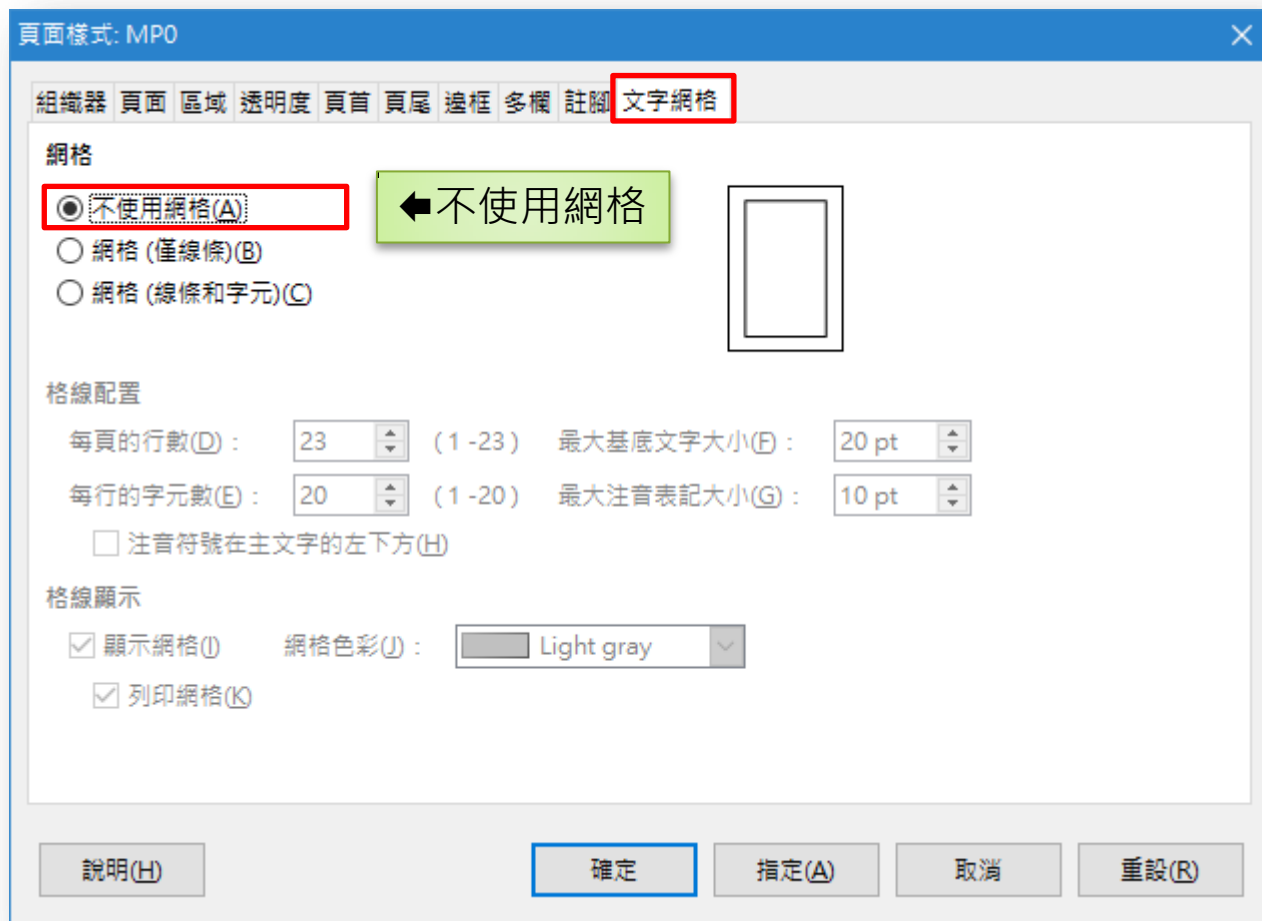 頁面樣式: MP0
組織器 頁面 區域 透明度 頁首 頁尾 邊框 多欄 註腳 文字網格
網格
不使用網格(A)
🡄不使用網格
網格 (僅線條)(B)
網格 (線條和字元)(C)
格線配置
每頁的行數(D)： 23 ( 1 -23 ) 最大基底文字大小(F)： 20 pt
每行的字元數(E)： 20 ( 1 -20 ) 最大注音表記大小(G)： 10 pt
注音符號在主文字的左下方(H)
格線顯示
顯示網格(I) 網格色彩(J)： Light gray
列印網格(K)
說明(H) 確定 指定(A) 取消 重設(R)